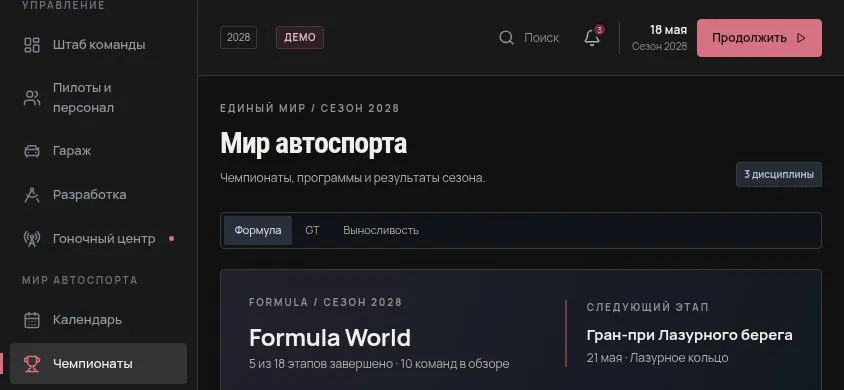 УПРАВЛЕНИЕ
Штаб команды
Пилоты и
персонал
Гараж
Разработка
Гоночный центр
МИР АВТОСПОРТА
Календарь
Чемпионаты
2028
ДЕМО
Поиск
3
18 мая
Сезон 2028
Продолжить
ЕДИНЫЙ МИР / СЕЗОН 2028
Мир автоспорта
Чемпионаты, программы и результаты сезона.
3 дисциплины
Формула
GT
Выносливость
FORMULA / СЕЗОН 2028
Formula World
5 из 18 этапов завершено · 10 команд в обзоре
СЛЕДУЮЩИЙ ЭТАП
Гран-при Лазурного берега
21 мая · Лазурное кольцо